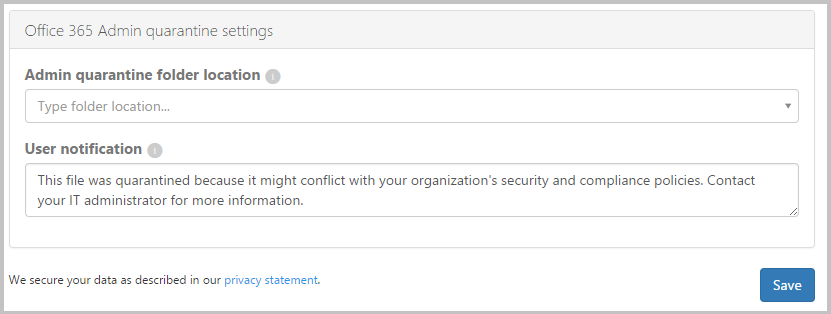 Office 365 Admin quarantine settings
Admin quarantine folder location i
Type folder location...
User notification i
This file was quarantined because it might conflict with your organization's security and compliance policies. Contact
your IT administrator for more information.
We secure your data as described in our privacy statement.
Save